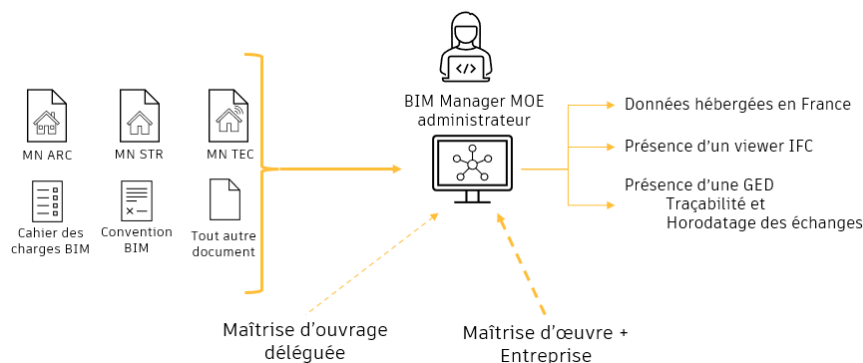 MN ARC
MN STR
MN TEC
Cahier des
charges BIM
Convention
BIM
Tout autre
document
</>
BIM Manager MOE
administrateur
Données hébergées en France
Présence d'un viewer IFC
Présence d'une GED
Traçabilité et
Horodatage des échanges
Maîtrise d'ouvrage
déléguée
Maîtrise d'œuvre +
Entreprise